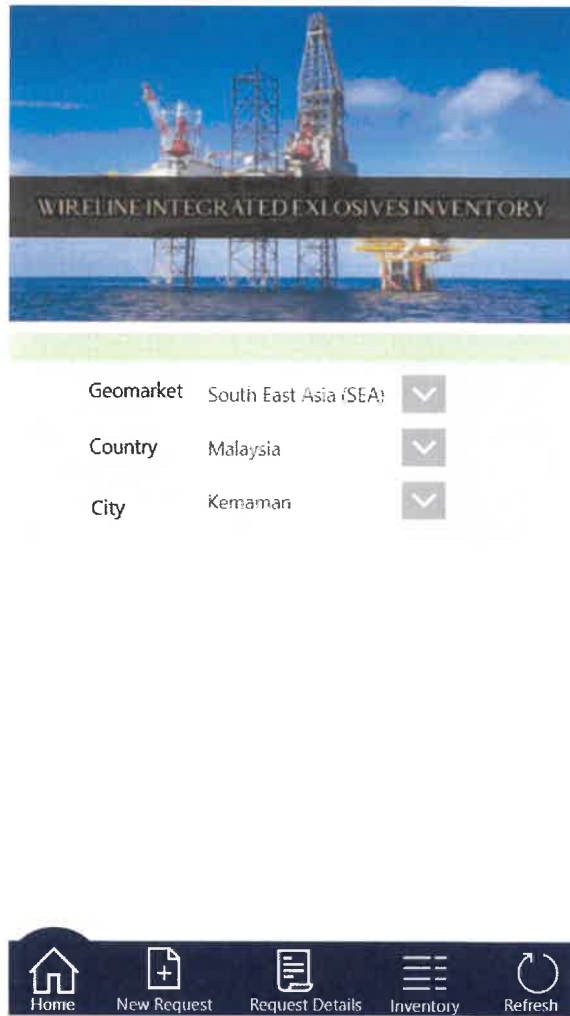 WIRELINE INTEGRATED EXLOSIVES INVENTORY
Geomarket South East Asia (SEA)
Country Malaysia
City Kemaman
Home New Request Request Details Inventory Refresh